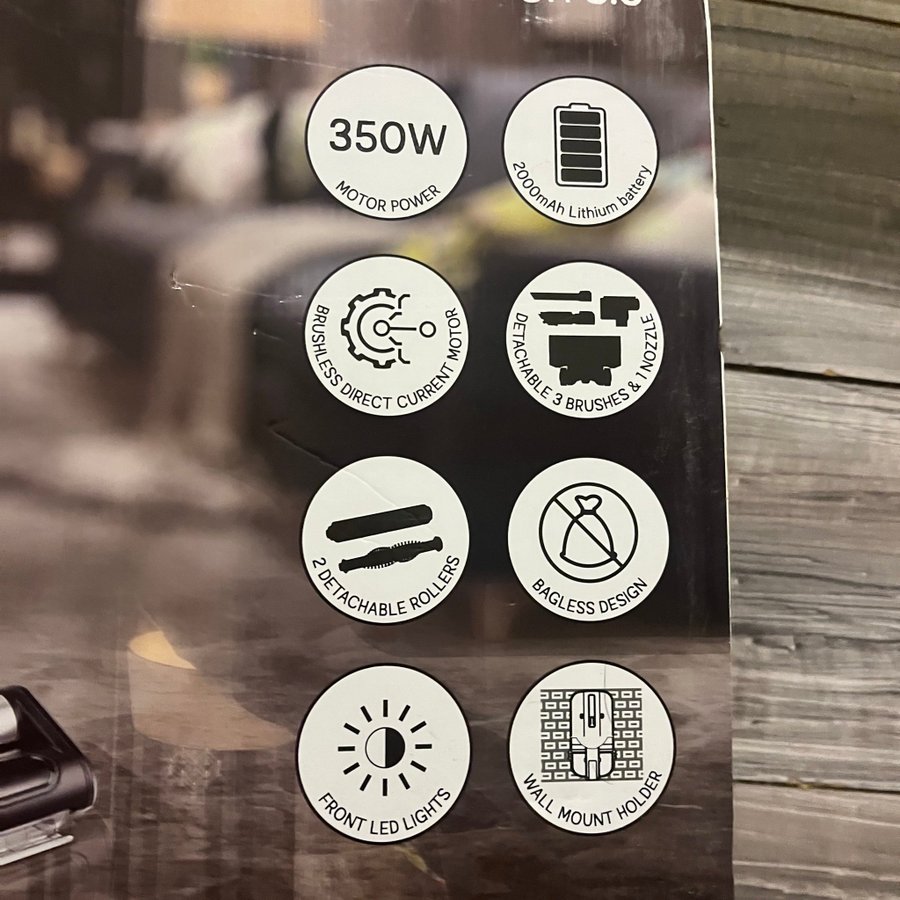 350W
MOTOR POWER
2000mAh Lithium battery
BRUSHLESS DIRECT CURRENT MOTOR
DETACHABLE 3 BRUSHES & 1 NOZZLE
2 DETACHABLE ROLLERS
BAGLESS DESIGN
FRONT LED LIGHTS
WALL MOUNT HOLDER